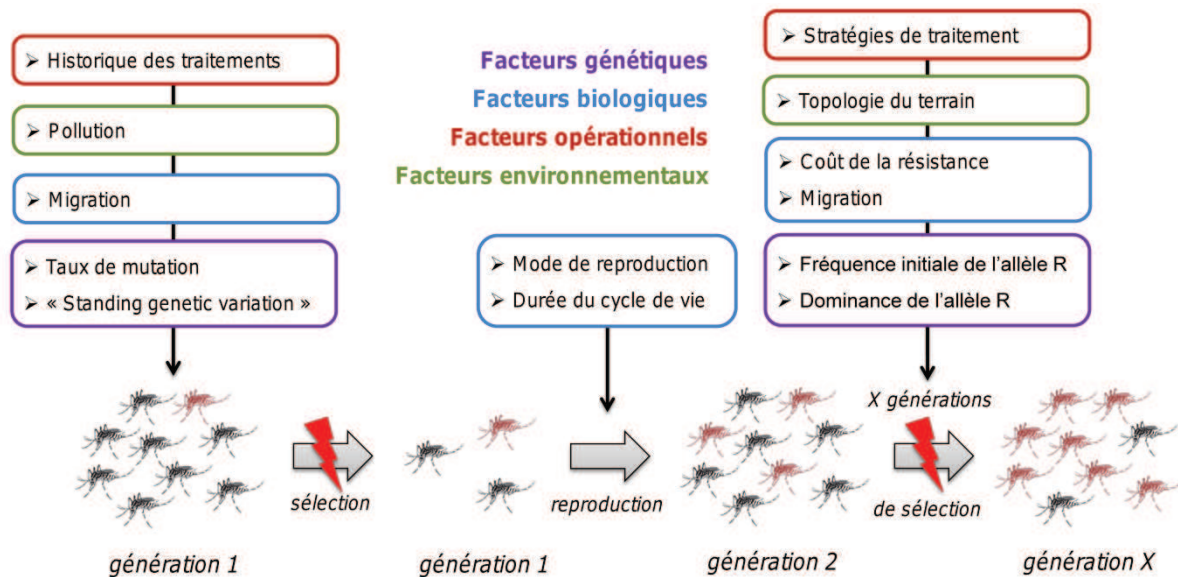 ➢ Historique des traitements
➢ Pollution
➢ Migration
➢ Taux de mutation
➢ « Standing genetic variation »
Facteurs génétiques
Facteurs biologiques
Facteurs opérationnels
Facteurs environnementaux
➢ Mode de reproduction
➢ Durée du cycle de vie
➢ Stratégies de traitement
➢ Topologie du terrain
➢ Coût de la résistance
➢ Migration
➢ Fréquence initiale de l'allèle R
➢ Dominance de l'allèle R
sélection
reproduction
X générations
de sélection
génération 1
génération 1
génération 2
génération X